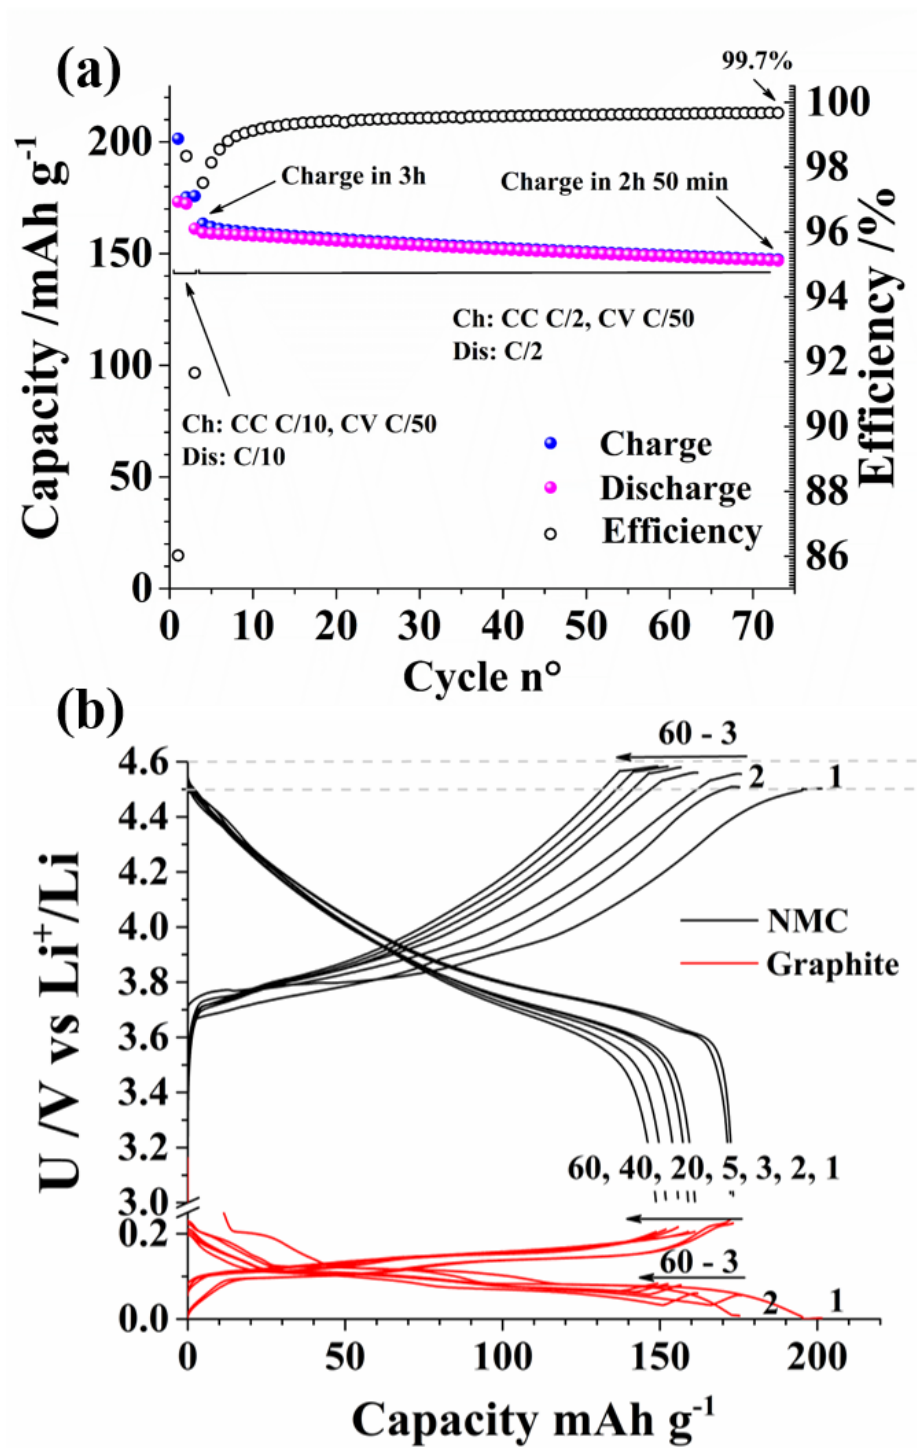 (a)
99.7%
Capacity /mAh g-1
200
150
100
50
0
Charge in 3h
Charge in 2h 50 min
Ch: CC C/2, CV C/50
Dis: C/2
Ch: CC C/10, CV C/50
Dis: C/10
Charge
Discharge
Efficiency
100
98
96
94
92
90
88
86
Efficiency /%
0 10 20 30 40 50 60 70
Cycle n°
(b)
60 - 3
2 1
U /V vs Li+/Li
4.6
4.4
4.2
4.0
3.8
3.6
3.4
3.2
3.0
0.2
0.0
NMC
Graphite
60, 40, 20, 5, 3, 2, 1
60 - 3
2 1
0 50 100 150 200
Capacity mAh g-1